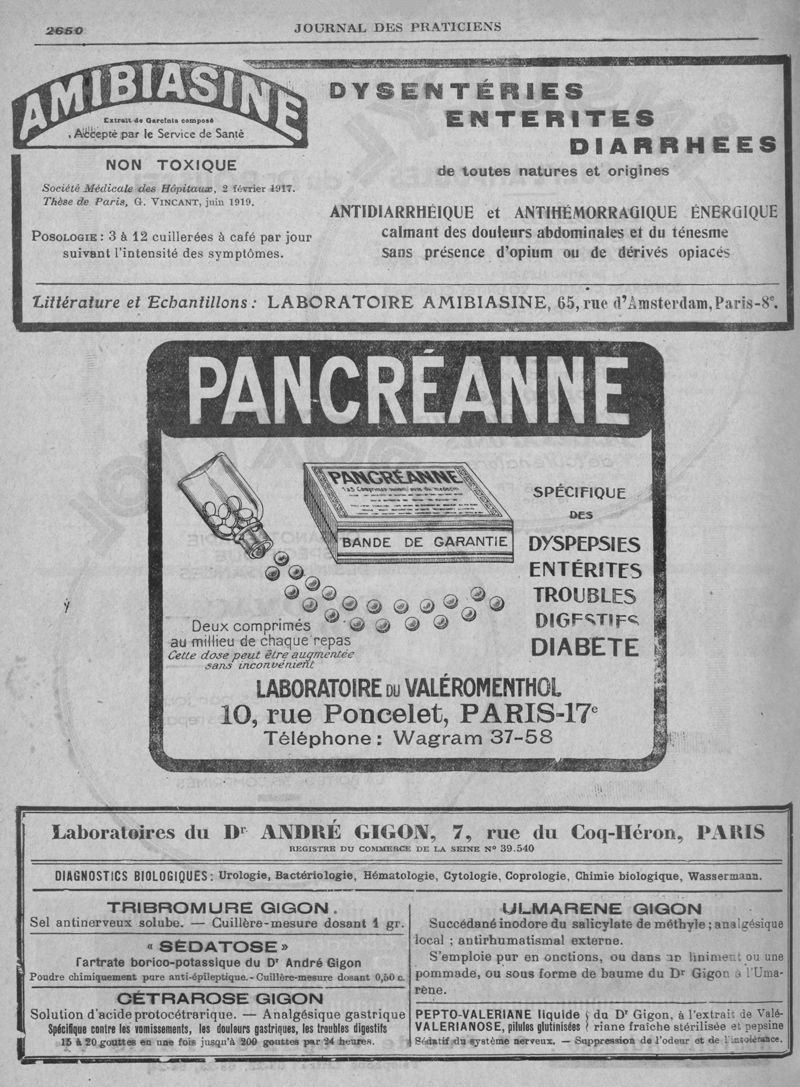 2660
JOURNAL DES PRATICIENS
AMIBIASINE
Extrait de Garcinia composé
Accepté par le Service de Santé
NON TOXIQUE
Société Médicale des Hôpitaux, 2 février 1917.
Thèse de Paris, G. VINCANT, juin 1919.
POSOLOGIE : 3 à 12 cuillerées à café par jour
suivant l'intensité des symptômes.
DYSENTÉRIES
ENTERITES
DIARRHEES
de toutes natures et origines
ANTIDIARRHÉIQUE et ANTIHÉMORRAGIQUE ÉNERGIQUE
calmant des douleurs abdominales et du ténesme
sans présence d'opium ou de dérivés opiacés
Littérature et Echantillons : LABORATOIRE AMIBIASINE, 65, rue d'Amsterdam, Paris-8e.
PANCRÉANNE
PANCRÉANNE
BANDE DE GARANTIE
SPÉCIFIQUE
DES
DYSPEPSIES
ENTÉRITES
TROUBLES
DIGESTIFS
DIABÈTE
Deux comprimés
au milieu de chaque repas
Cette dose peut être augmentée
sans inconvénient
LABORATOIRE DU VALÉROMENTHOL
10, rue Poncelet, PARIS-17e
Téléphone : Wagram 37-58
Laboratoires du Dr ANDRÉ GIGON, 7, rue du Coq-Héron, PARIS
REGISTRE DU COMMERCE DE LA SEINE N° 39.540
DIAGNOSTICS BIOLOGIQUES : Urologie, Bactériologie, Hématologie, Cytologie, Coprologie, Chimie biologique, Wassermann.
TRIBROMURE GIGON.
Sel antinerveux solube. — Cuillère-mesure dosant 1 gr.
« SÉDATOSE »
Tartrate borico-potassique du Dr André Gigon
Poudre chimiquement pure anti-épileptique. - Cuillère-mesure dosant 0,50 c.
CÉTRAROSE GIGON
Solution d'acide protocétrarique. — Analgésique gastrique
Spécifique contre les vomissements, les douleurs gastriques, les troubles digestifs
15 à 20 gouttes en une fois jusqu'à 200 gouttes par 24 heures.
ULMARENE GIGON
Succédané inodore du salicylate de méthyle ; analgésique
local ; antirhumatismal externe.
S'emploie pur en onctions, ou dans un liniment ou une
pommade, ou sous forme de baume du Dr Gigon à l'Uma-
rène.
PEPTO-VALERIANE liquide } du Dr Gigon, à l'extrait de Valé-
VALERIANOSE, pilules glutinisées } riane fraîche stérilisée et pepsine
Sédatif du système nerveux. — Suppression de l'odeur et de l'intolérance.